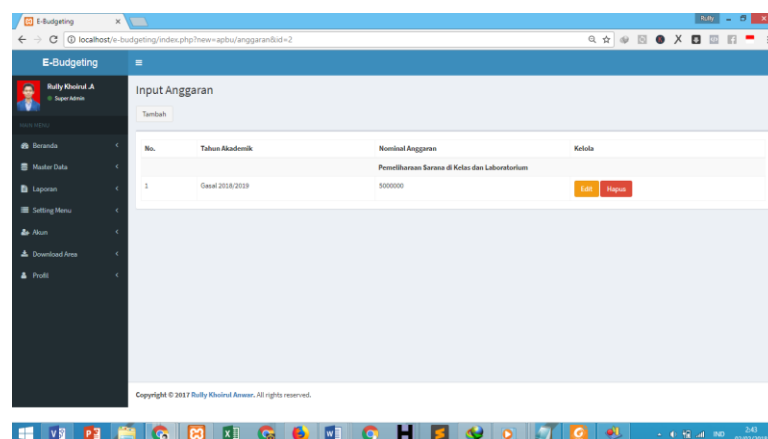 E-Budgeting
Rully
localhost/e-budgeting/index.php?new=apbu/anggaran&id=2
E-Budgeting
Rully Khoirul .A
Super Admin
MAIN MENU
Beranda
Master Data
Laporan
Setting Menu
Akun
Download Area
Profil
Input Anggaran
Tambah
No. Tahun Akademik Nominal Anggaran Kelola
Pemeliharaan Sarana di Kelas dan Laboratorium
1 Gasal 2018/2019 5000000 Edit Hapus
Copyright © 2017 Rully Khoirul Anwar. All rights reserved.
IND 2:43